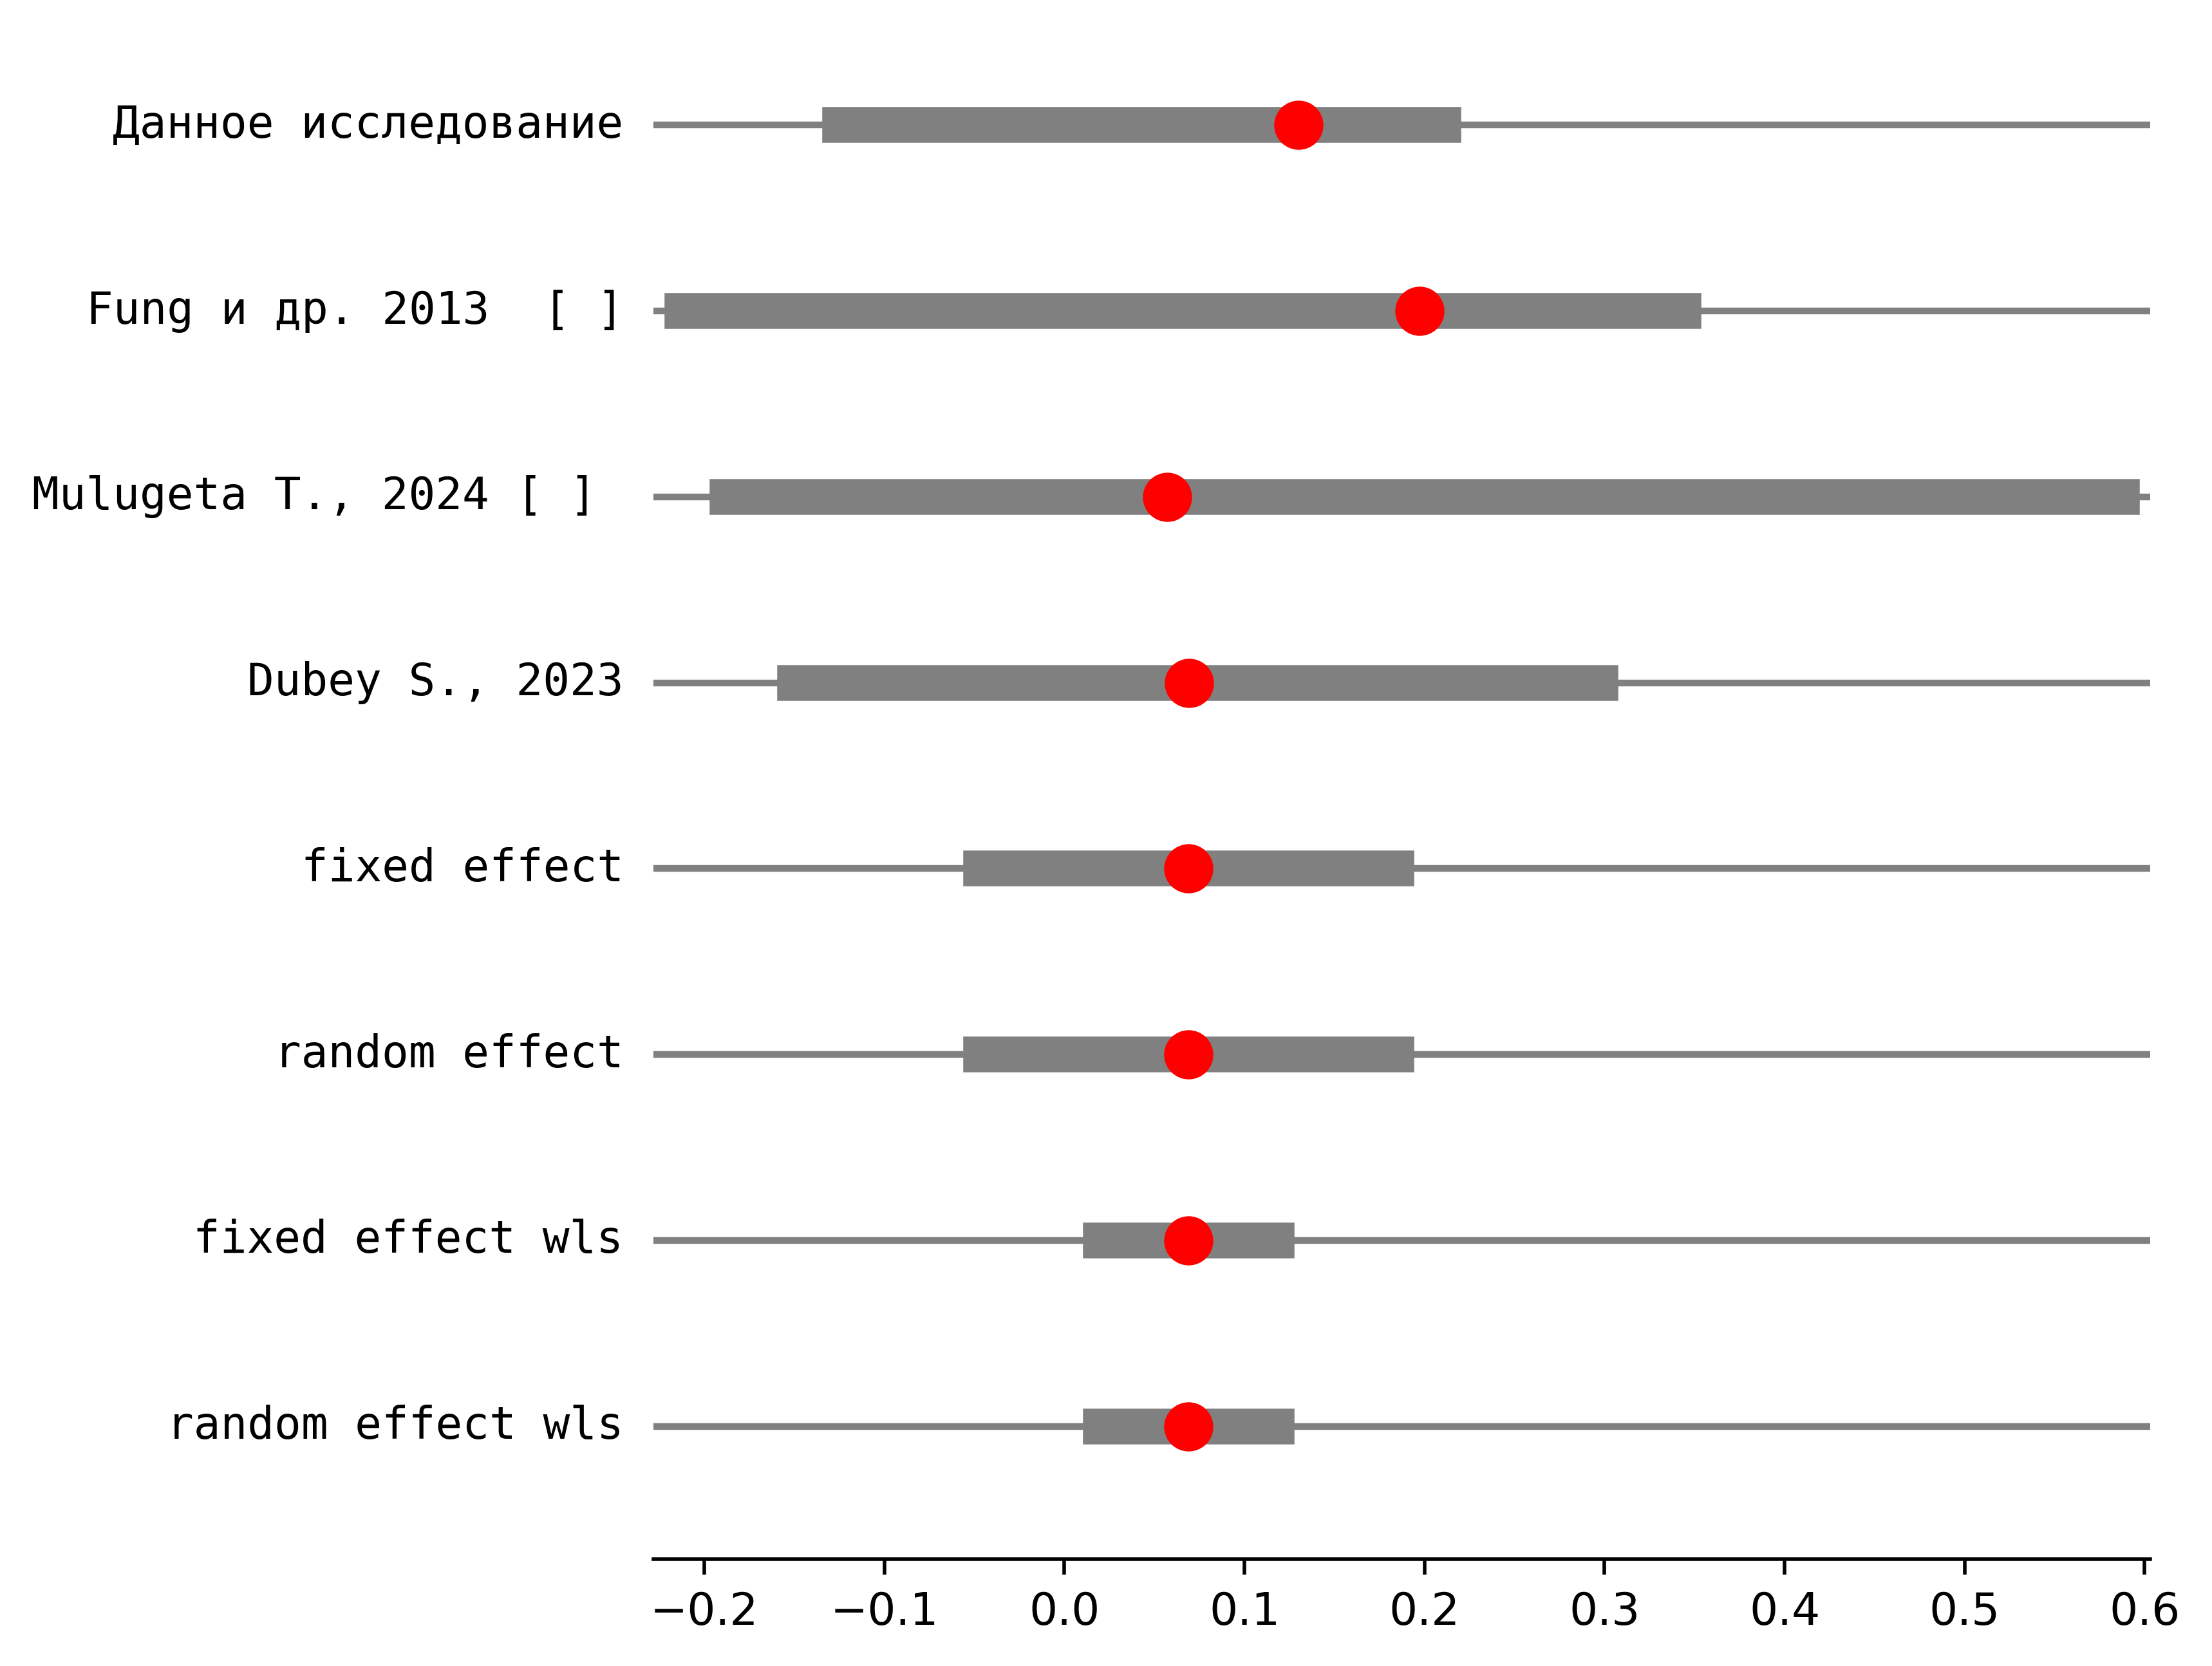 Данное исследование
Fung и др. 2013  [ ]
Mulugeta T., 2024 [ ]
Dubey S., 2023
fixed effect
random effect
fixed effect wls
random effect wls
−0.2 −0.1 0.0 0.1 0.2 0.3 0.4 0.5 0.6